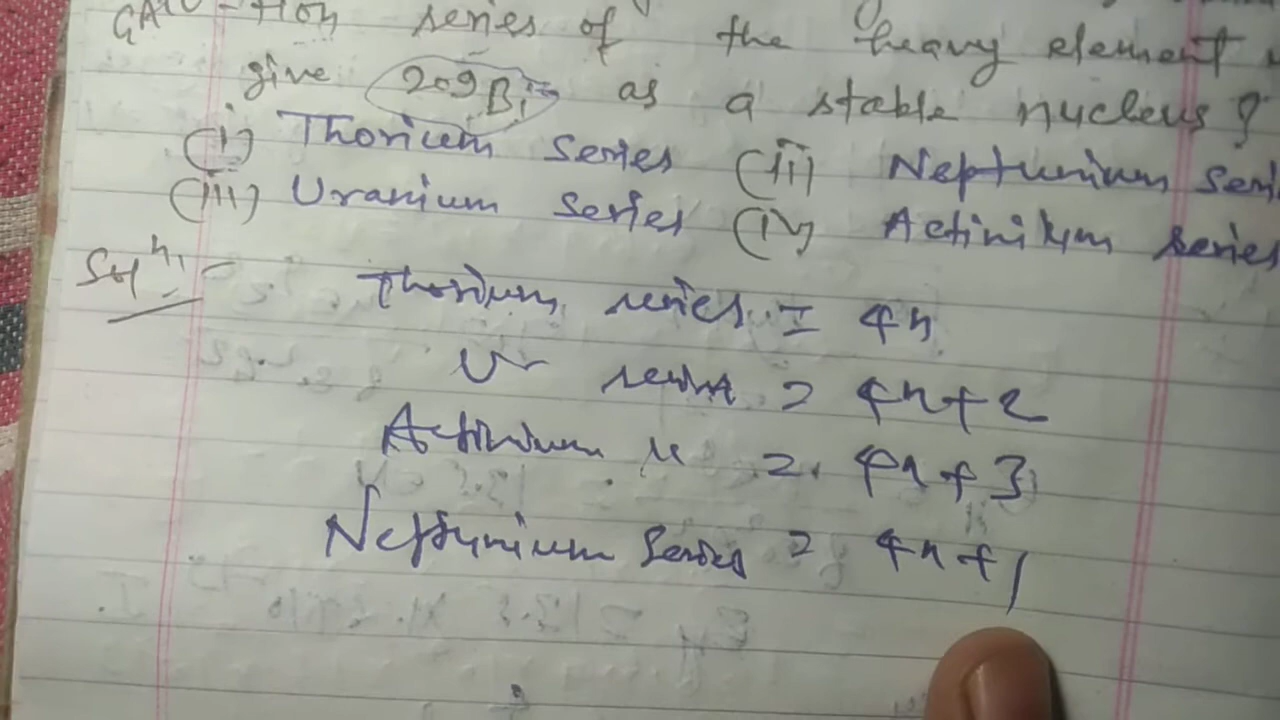 series of the heavy element
give 209Bi as a stable nucleus?
(i) Thorium series (ii) Neptunium seri
(iii) Uranium series (iv) Actinium series
Solⁿ,-
Thorium series = 4n
Ur series = 4n+2
Actinium " = 4n+3
Neptunium series = 4n+1